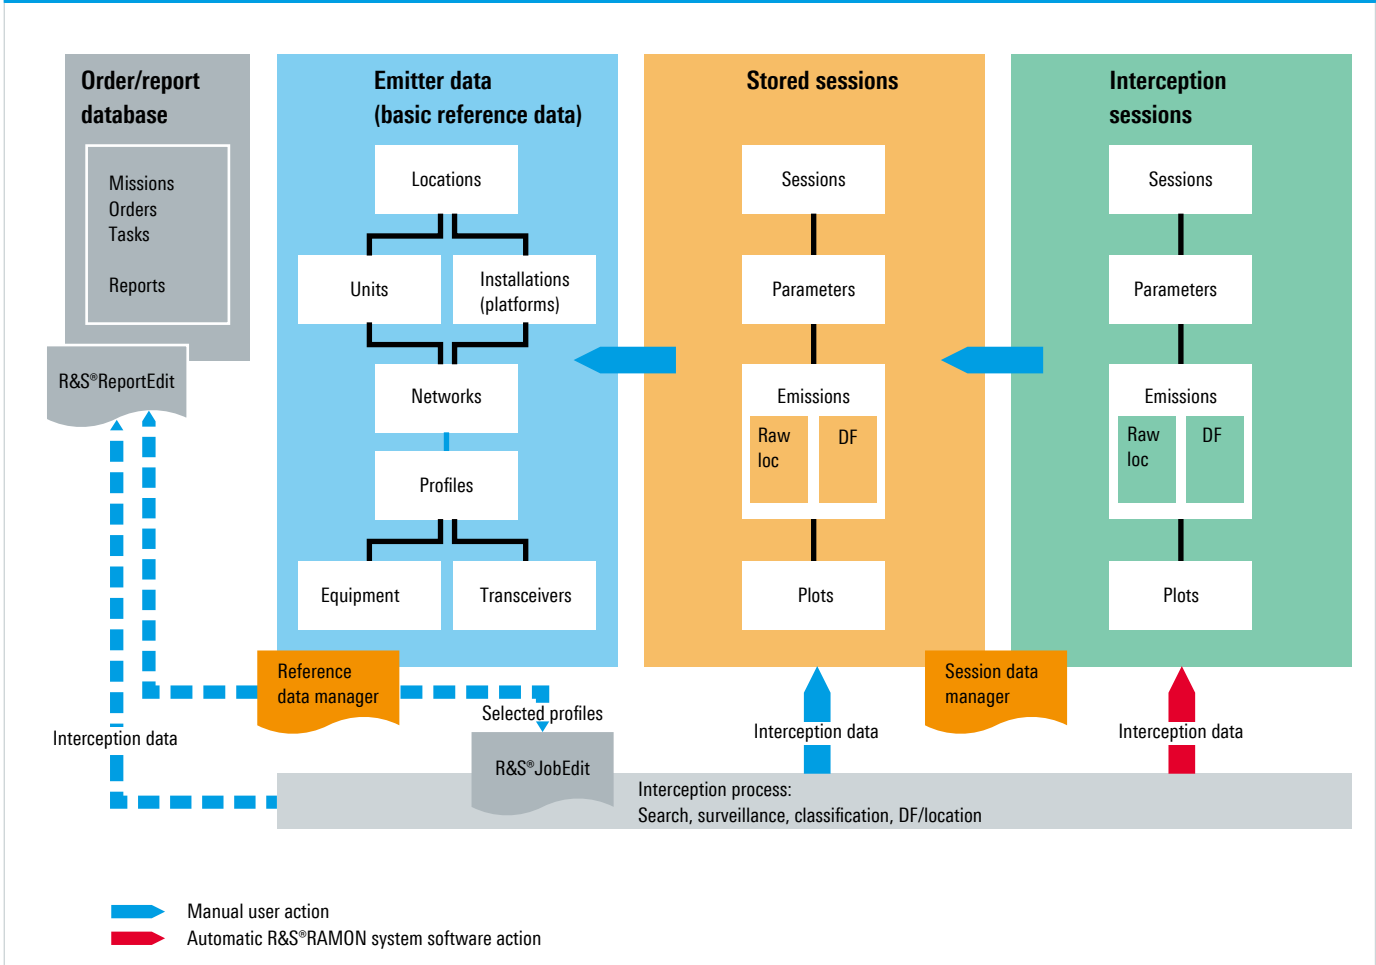 Order/report
database
Missions
Orders
Tasks
Reports
R&S®ReportEdit
Emitter data
(basic reference data)
Locations
Units
Installations
(platforms)
Networks
Profiles
Equipment
Transceivers
Stored sessions
Sessions
Parameters
Emissions
Raw
loc
DF
Plots
Interception
sessions
Sessions
Parameters
Emissions
Raw
loc
DF
Plots
Reference
data manager
Session data
manager
Selected profiles
Interception data
Interception data
Interception data
R&S®JobEdit
Interception process:
Search, surveillance, classification, DF/location
Manual user action
Automatic R&S®RAMON system software action